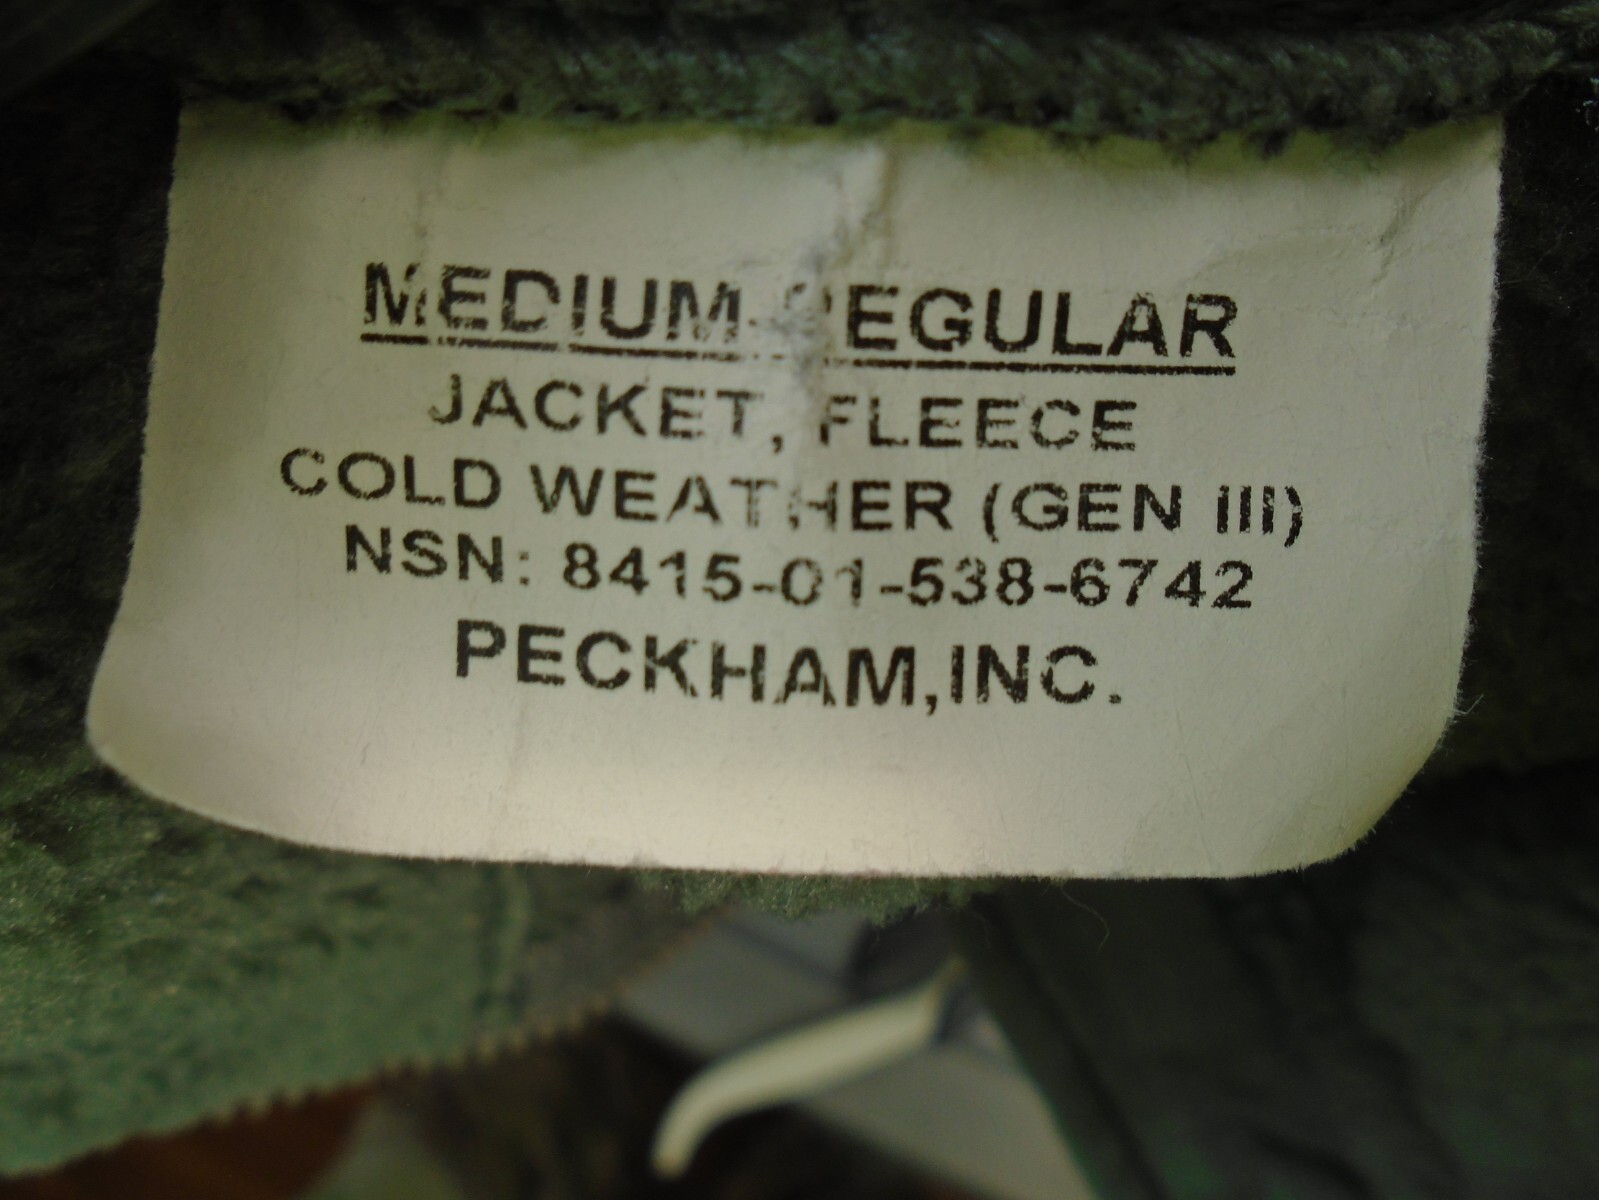 MEDIUM-REGULAR
JACKET, FLEECE
COLD WEATHER (GEN III)
NSN: 8415-01-538-6742
PECKHAM,INC.